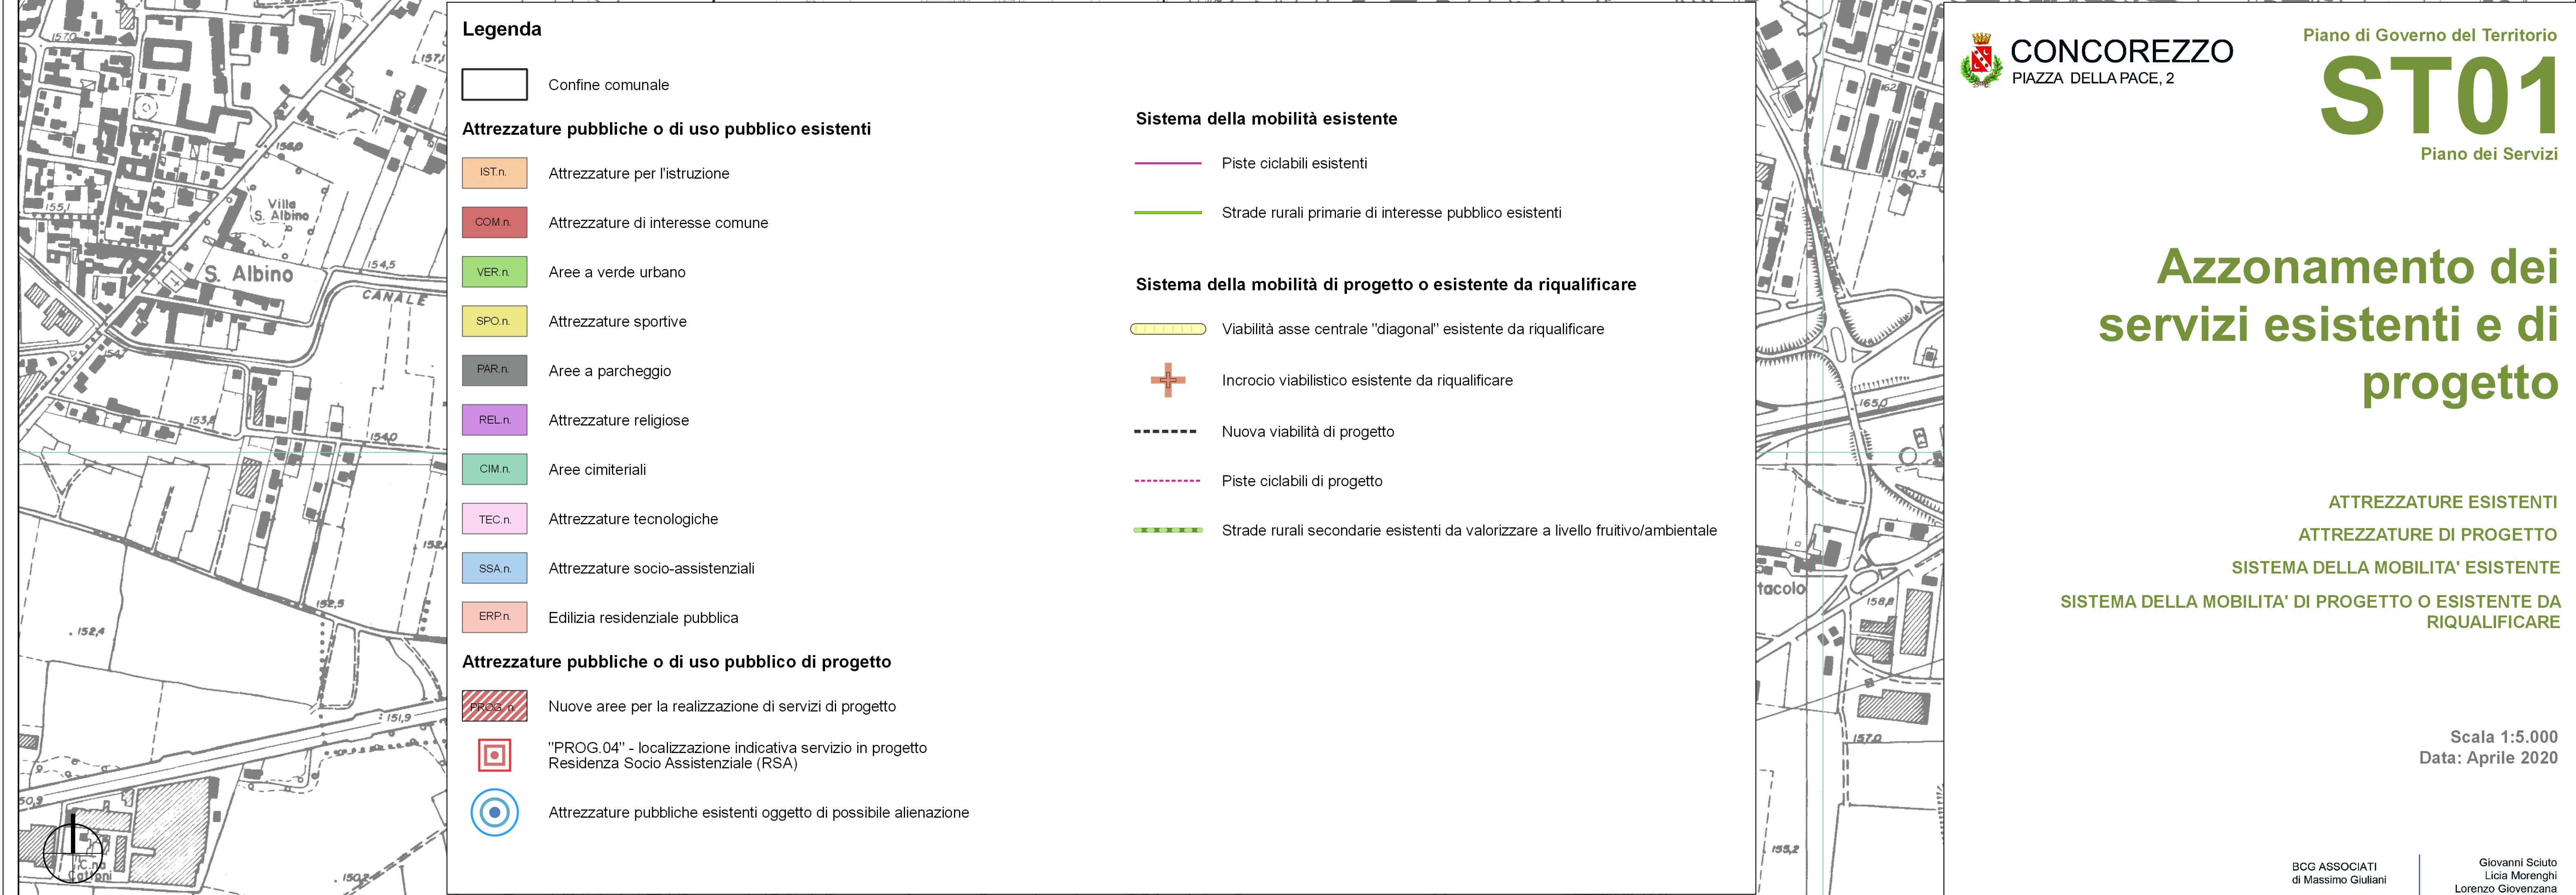 157,0
157,1
156,0
Villa
S. Albino
155,1
S. Albino
154,5
CANALE
154,7
153,8
154,0
152,5
152,4
151,9
C.na
Cattoni
150,2
Legenda
Confine comunale
Attrezzature pubbliche o di uso pubblico esistenti
IST.n. Attrezzature per l'istruzione
COM.n. Attrezzature di interesse comune
VER.n. Aree a verde urbano
SPO.n. Attrezzature sportive
PAR.n. Aree a parcheggio
REL.n. Attrezzature religiose
CIM.n. Aree cimiteriali
TEC.n. Attrezzature tecnologiche
SSA.n. Attrezzature socio-assistenziali
ERP.n. Edilizia residenziale pubblica
Attrezzature pubbliche o di uso pubblico di progetto
PROG. n. Nuove aree per la realizzazione di servizi di progetto
"PROG.04" - localizzazione indicativa servizio in progetto
Residenza Socio Assistenziale (RSA)
Attrezzature pubbliche esistenti oggetto di possibile alienazione
Sistema della mobilità esistente
Piste ciclabili esistenti
Strade rurali primarie di interesse pubblico esistenti
Sistema della mobilità di progetto o esistente da riqualificare
Viabilità asse centrale "diagonal" esistente da riqualificare
Incrocio viabilistico esistente da riqualificare
Nuova viabilità di progetto
Piste ciclabili di progetto
Strade rurali secondarie esistenti da valorizzare a livello fruitivo/ambientale
160,3
165,0
tacolo
158,8
157,0
155,2
CONCOREZZO
PIAZZA DELLA PACE, 2
Piano di Governo del Territorio
ST01
Piano dei Servizi
Azzonamento dei
servizi esistenti e di
progetto
ATTREZZATURE ESISTENTI
ATTREZZATURE DI PROGETTO
SISTEMA DELLA MOBILITA' ESISTENTE
SISTEMA DELLA MOBILITA' DI PROGETTO O ESISTENTE DA
RIQUALIFICARE
Scala 1:5.000
Data: Aprile 2020
BCG ASSOCIATI
di Massimo Giuliani
Giovanni Sciuto
Licia Morenghi
Lorenzo Giovenzana